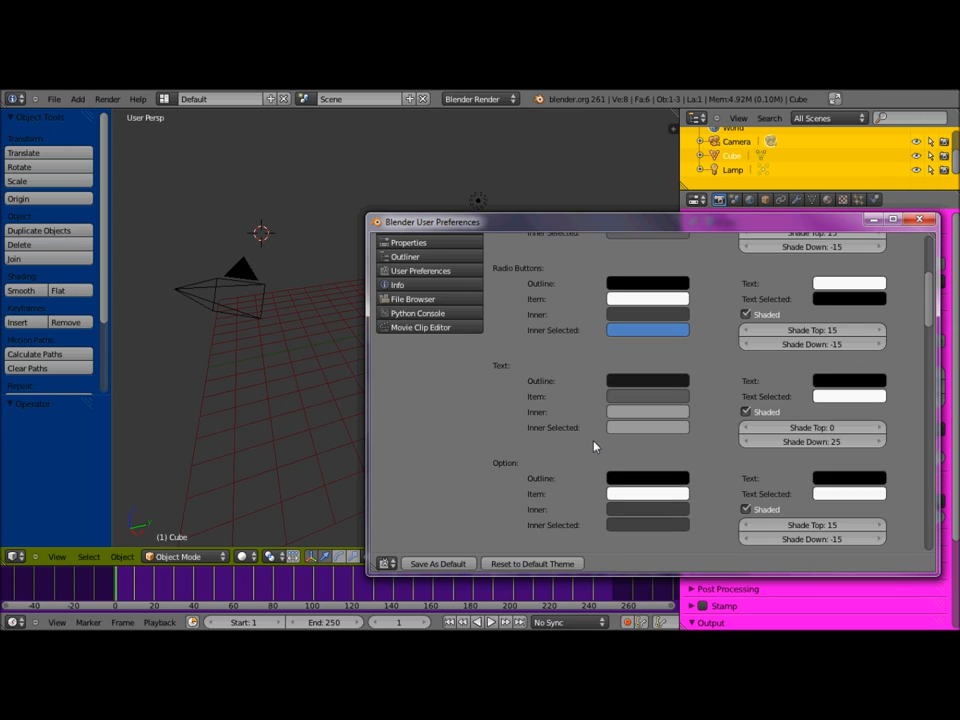 File Add Render Help Default Scene Blender Render blender.org 261 | Ve:8 | Fa:6 | Ob:1-3 | La:1 | Mem:4.92M (0.10M) | Cube
Object Tools
Transform:
Translate
Rotate
Scale
Origin
Object:
Duplicate Objects
Delete
Join
Shading:
Smooth Flat
Keyframes:
Insert Remove
Motion Paths:
Calculate Paths
Clear Paths
Repeat:
Operator
User Persp
(1) Cube
View Search All Scenes
World
Camera
Cube
Lamp
Blender User Preferences
Properties
Outliner
User Preferences
Info
File Browser
Python Console
Movie Clip Editor
Inner Selected:
Shade Top: 15
Shade Down: -15
Radio Buttons:
Outline: Text:
Item: Text Selected:
Inner: Shaded
Inner Selected: Shade Top: 15
Shade Down: -15
Text:
Outline: Text:
Item: Text Selected:
Inner: Shaded
Inner Selected: Shade Top: 0
Shade Down: 25
Option:
Outline: Text:
Item: Text Selected:
Inner: Shaded
Inner Selected: Shade Top: 15
Shade Down: -15
Save As Default Reset to Default Theme
View Select Object Object Mode
-40 -20 0 20 40 60 80 100 120 140 160 180 200 220 240 260
View Marker Frame Playback Start: 1 End: 250 1 No Sync
Post Processing
Stamp
Output